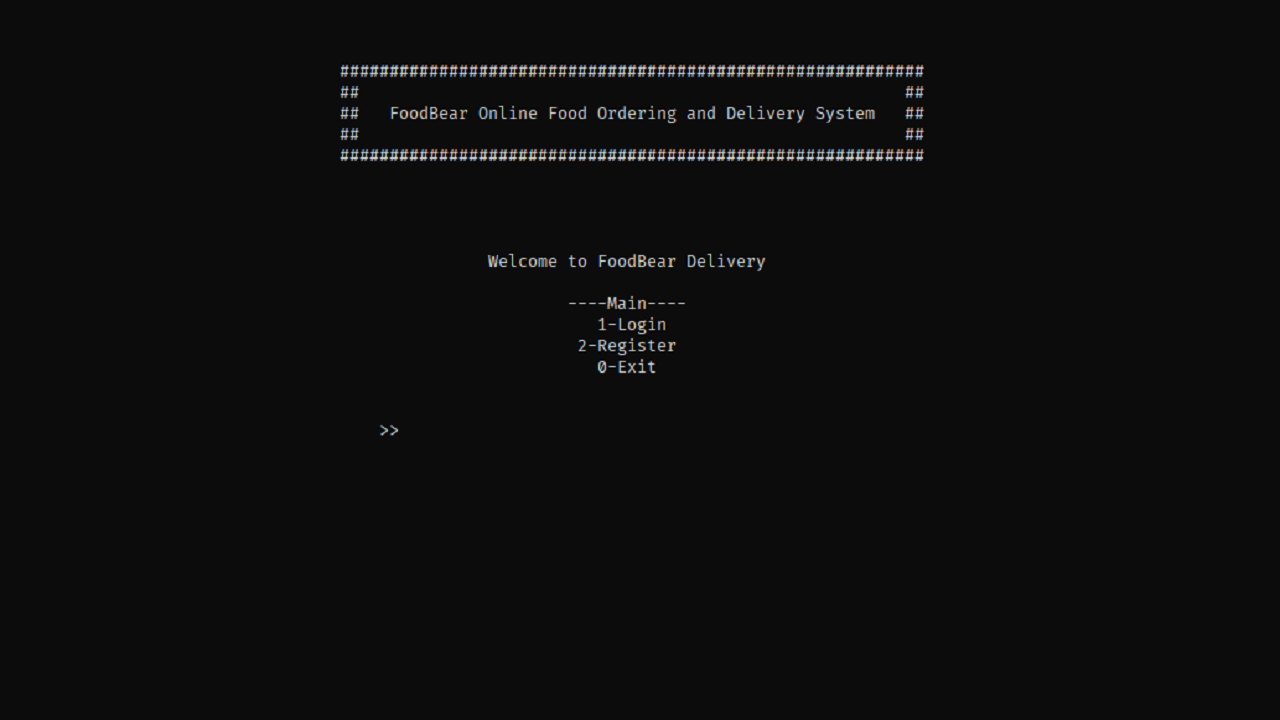 ###########################################################
##                                                       ##
##   FoodBear Online Food Ordering and Delivery System   ##
##                                                       ##
###########################################################
Welcome to FoodBear Delivery
----Main----
1-Login
2-Register
0-Exit
>>